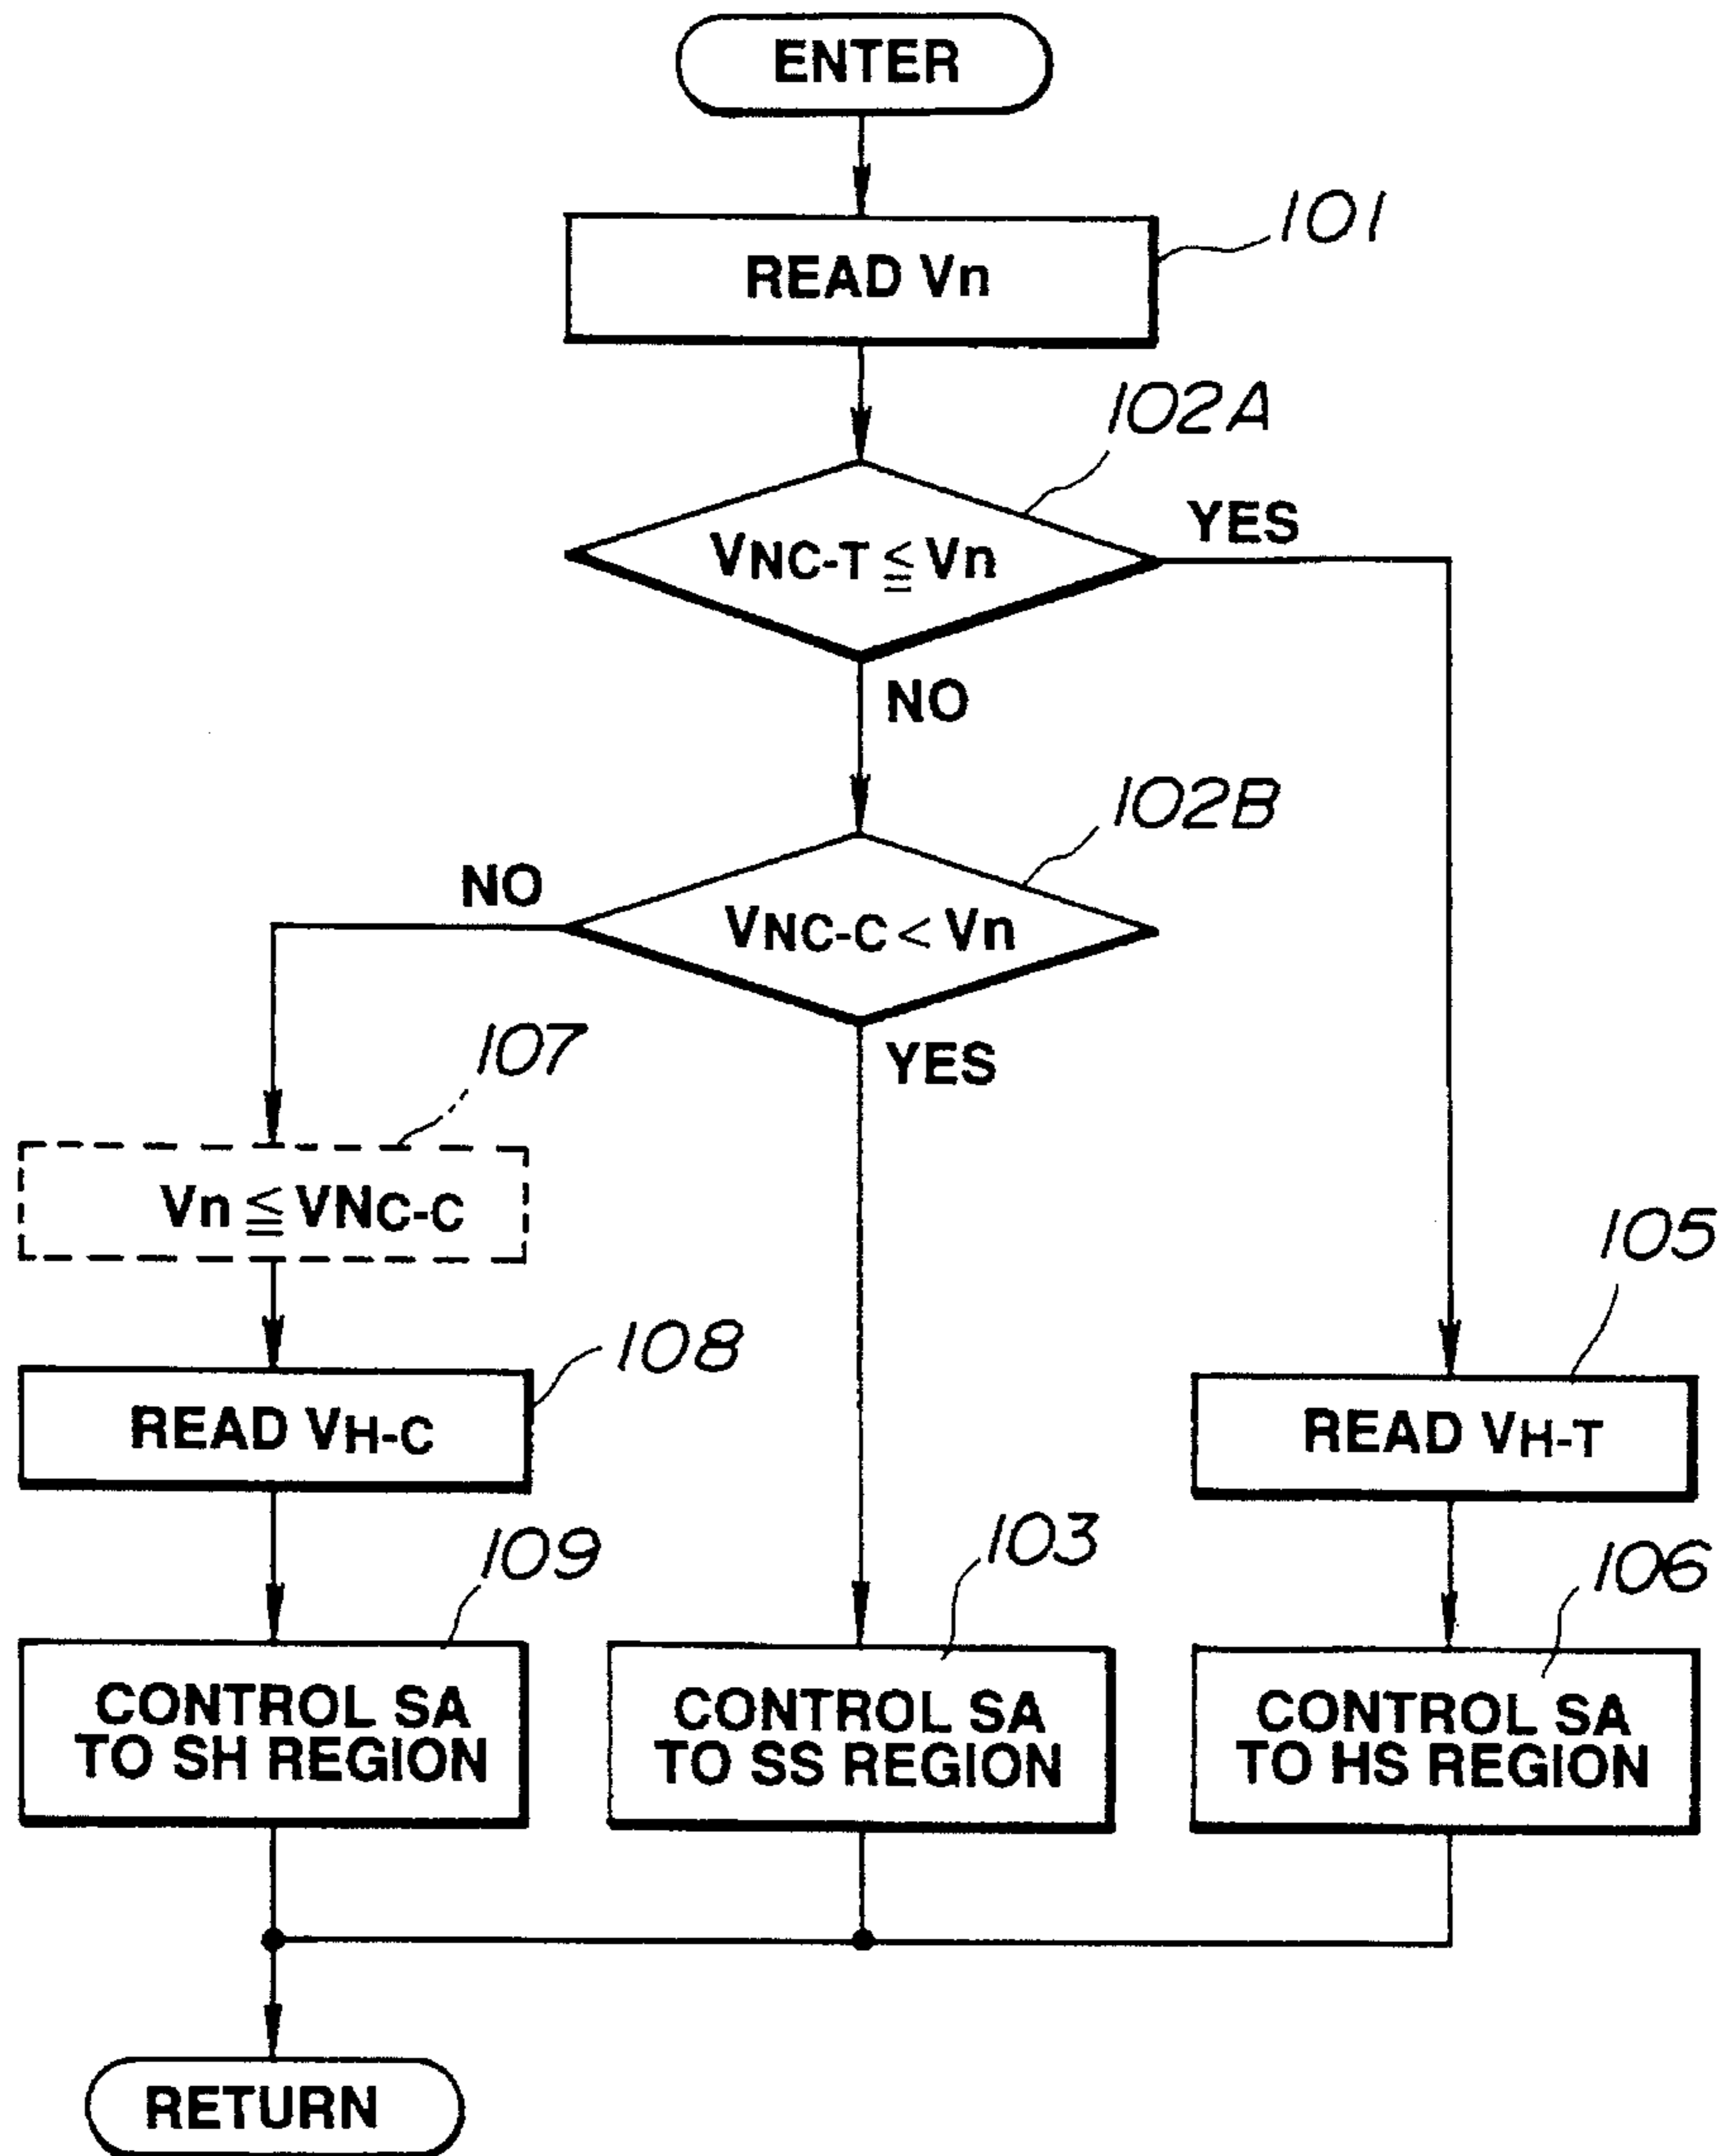 ENTER
101
READ Vn
102A
VNC-T ≦ Vn
YES
NO
102B
VNC-C < Vn
NO
YES
107
Vn ≦ VNC-C
108
READ VH-C
105
READ VH-T
109
CONTROL SA
TO SH REGION
103
CONTROL SA
TO SS REGION
106
CONTROL SA
TO HS REGION
RETURN